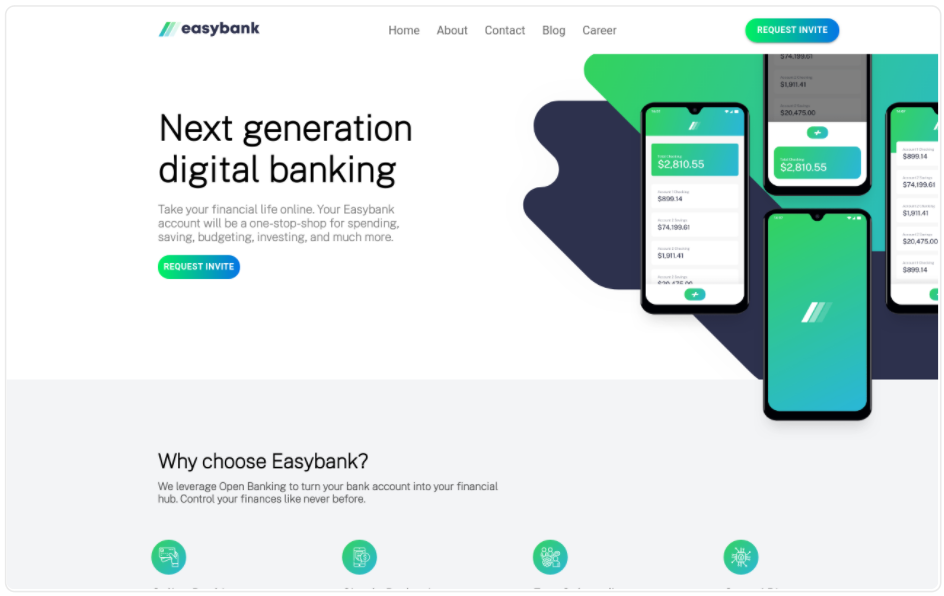 easybank
Home About Contact Blog Career
REQUEST INVITE
Next generation
digital banking
Take your financial life online. Your Easybank
account will be a one-stop-shop for spending,
saving, budgeting, investing, and much more.
REQUEST INVITE
$2,810.55
$899.14
$74,199.61
$1,911.41
$20,475.00
$74,199.61
$1,911.41
$20,475.00
$2,810.55
$899.14
$74,199.61
$1,911.41
$20,475.00
$899.14
Why choose Easybank?
We leverage Open Banking to turn your bank account into your financial
hub. Control your finances like never before.